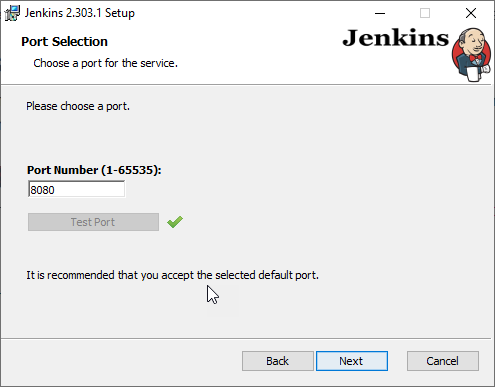 Jenkins 2.303.1 Setup
Port Selection
Choose a port for the service.
Jenkins
Please choose a port.
Port Number (1-65535):
8080
Test Port
It is recommended that you accept the selected default port.
Back
Next
Cancel